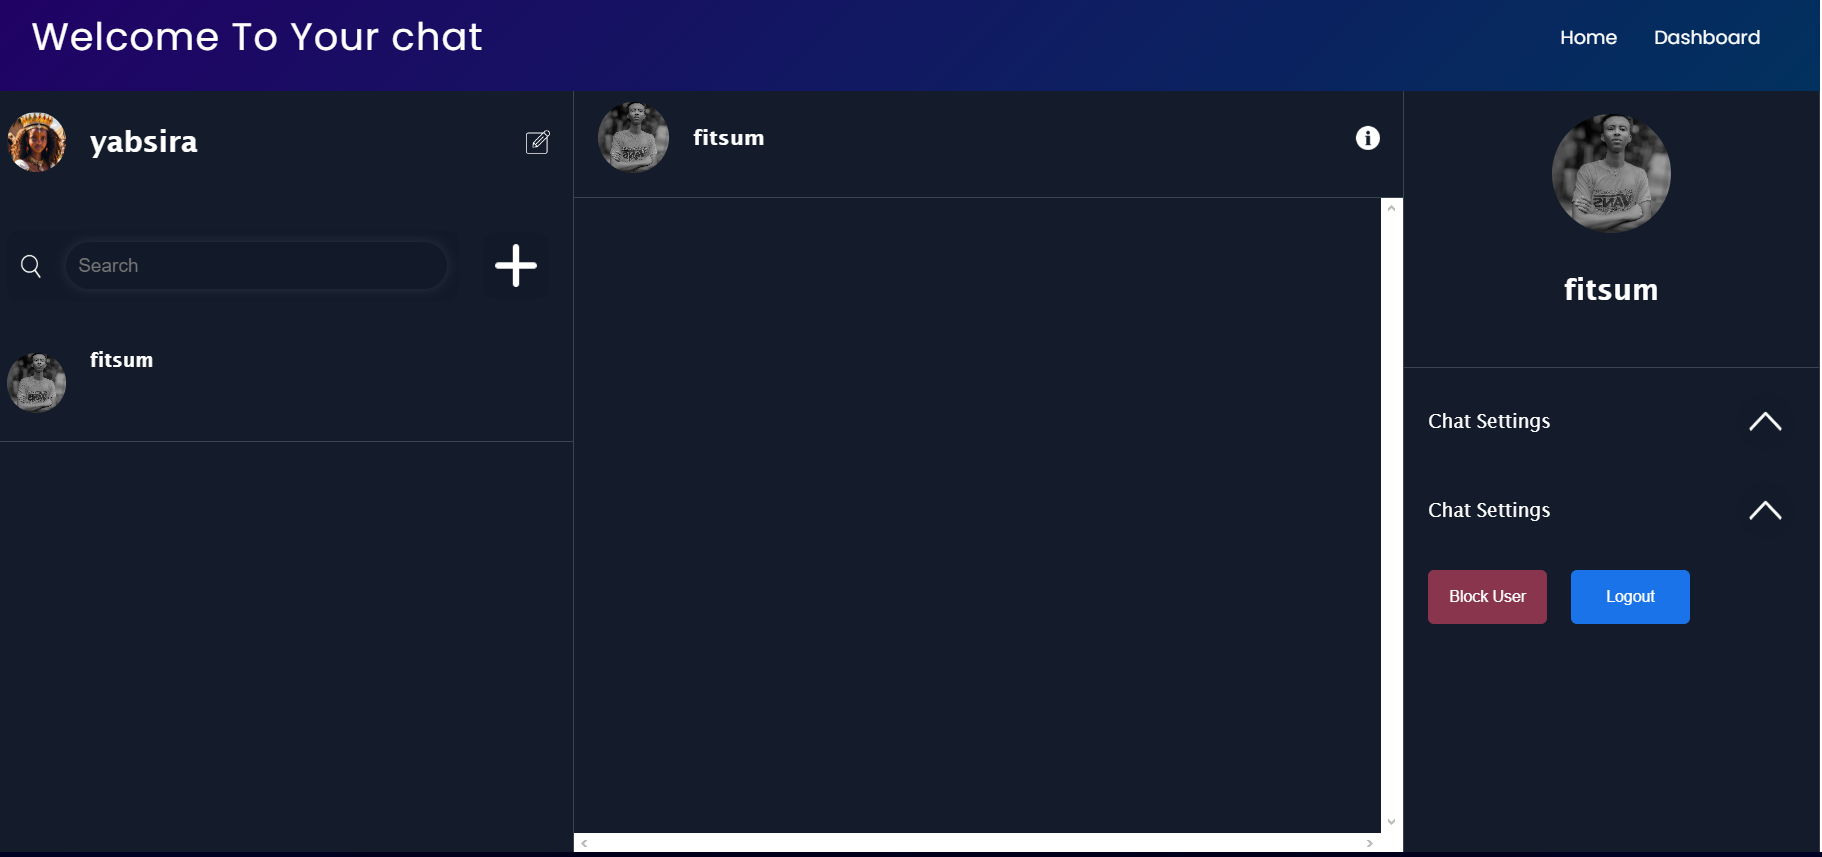 Welcome To Your chat
Home
Dashboard
yabsira
Search
fitsum
fitsum
fitsum
Chat Settings
Chat Settings
Block User
Logout